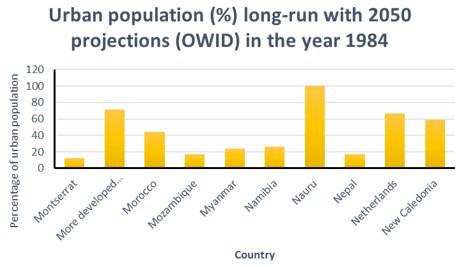 Urban population (%) long-run with 2050
projections (OWID) in the year 1984
Percentage of urban population
120
100
80
60
40
20
0
Montserrat
More developed...
Morocco
Mozambique
Myanmar
Namibia
Nauru
Nepal
Netherlands
New Caledonia
Country